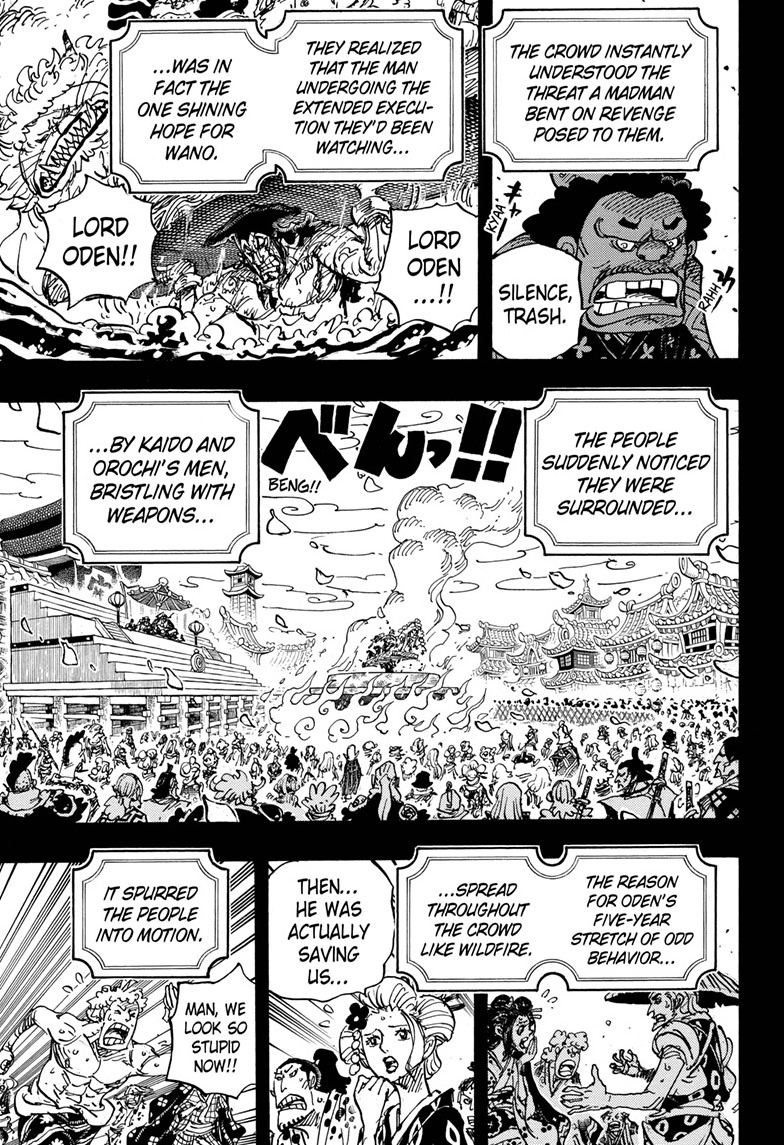 THE CROWD INSTANTLY
UNDERSTOOD THE
THREAT A MADMAN
BENT ON REVENGE
POSED TO THEM.
キャア
KYAA
SILENCE,
TRASH.
RAHH
THEY REALIZED
THAT THE MAN
UNDERGOING THE
EXTENDED EXECU-
TION THEY'D BEEN
WATCHING...
...WAS IN
FACT THE
ONE SHINING
HOPE FOR
WANO.
LORD
ODEN
...!!
LORD
ODEN!!
THE PEOPLE
SUDDENLY NOTICED
THEY WERE
SURROUNDED...
べんっ!!
BENG!!
...BY KAIDO AND
OROCHI'S MEN,
BRISTLING WITH
WEAPONS...
THE REASON
FOR ODEN'S
FIVE-YEAR
STRETCH OF ODD
BEHAVIOR...
...SPREAD
THROUGHOUT
THE CROWD
LIKE WILDFIRE.
THEN...
HE WAS
ACTUALLY
SAVING
US...
IT SPURRED
THE PEOPLE
INTO MOTION.
MAN, WE
LOOK SO
STUPID
NOW!!